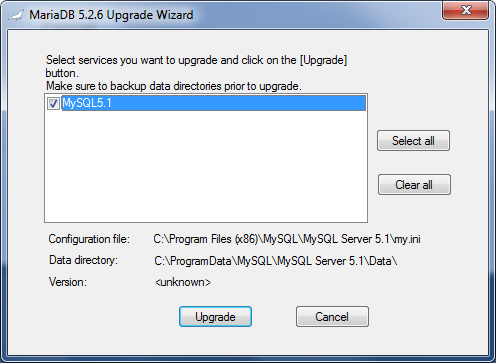 MariaDB 5.2.6 Upgrade Wizard
Select services you want to upgrade and click on the [Upgrade]
button.
Make sure to backup data directories prior to upgrade.
MySQL5.1
Select all
Clear all
Configuration file: C:\Program Files (x86)\MySQL\MySQL Server 5.1\my.ini
Data directory: C:\ProgramData\MySQL\MySQL Server 5.1\Data\
Version: <unknown>
Upgrade Cancel